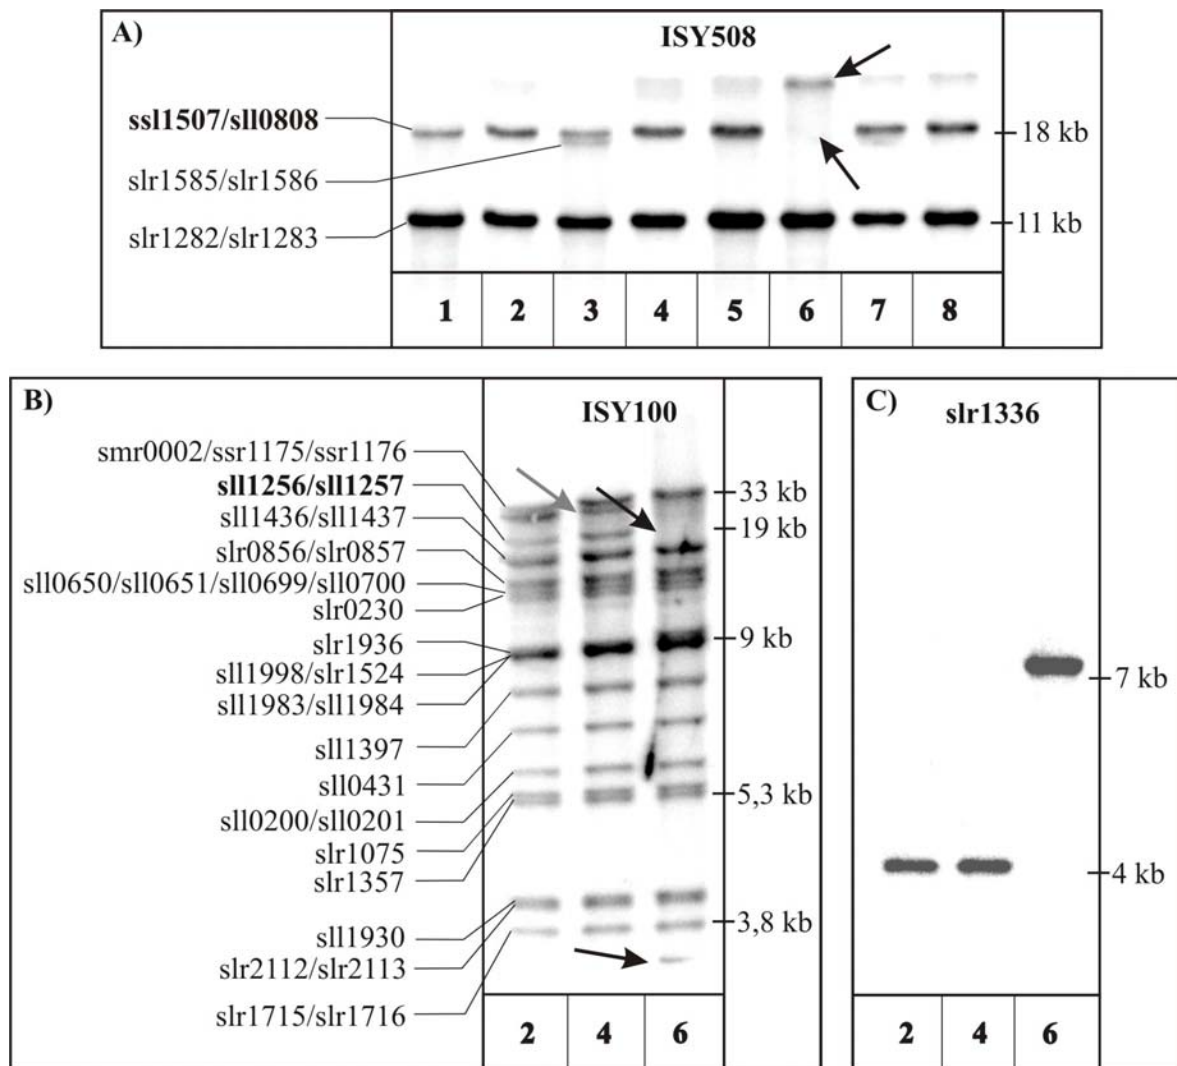 A)
ISY508
ssl1507/sll0808
18 kb
slr1585/slr1586
slr1282/slr1283
11 kb
1 2 3 4 5 6 7 8
B)
ISY100
smr0002/ssr1175/ssr1176
33 kb
sll1256/sll1257
19 kb
sll1436/sll1437
slr0856/slr0857
sll0650/sll0651/sll0699/sll0700
slr0230
9 kb
slr1936
sll1998/slr1524
sll1983/sll1984
sll1397
sll0431
5,3 kb
sll0200/sll0201
slr1075
slr1357
3,8 kb
sll1930
slr2112/slr2113
slr1715/slr1716
2 4 6
C)
slr1336
7 kb
4 kb
2 4 6